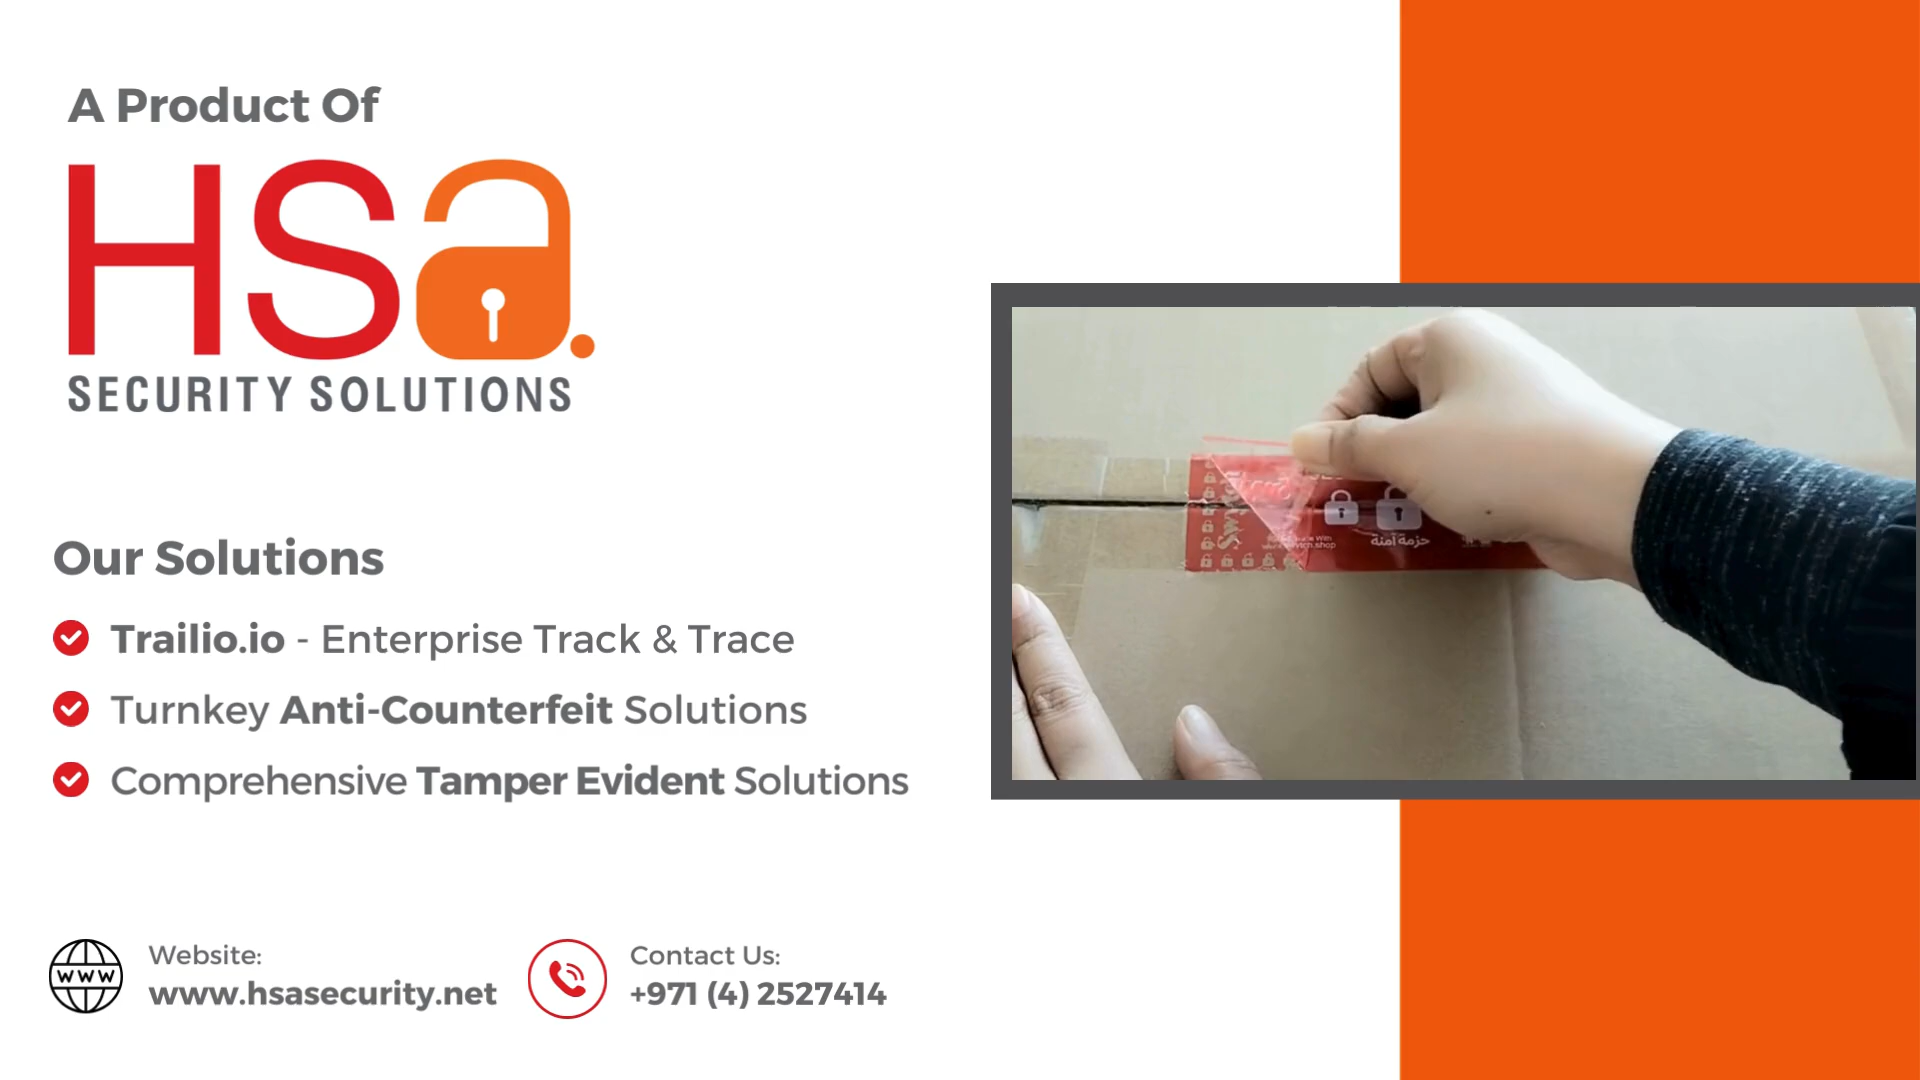 A Product Of
HSa.
SECURITY SOLUTIONS
Our Solutions
Trailio.io - Enterprise Track & Trace
Turnkey Anti-Counterfeit Solutions
Comprehensive Tamper Evident Solutions
حزمة آمنة
WWW
Website:
www.hsasecurity.net
Contact Us:
+971 (4) 2527414